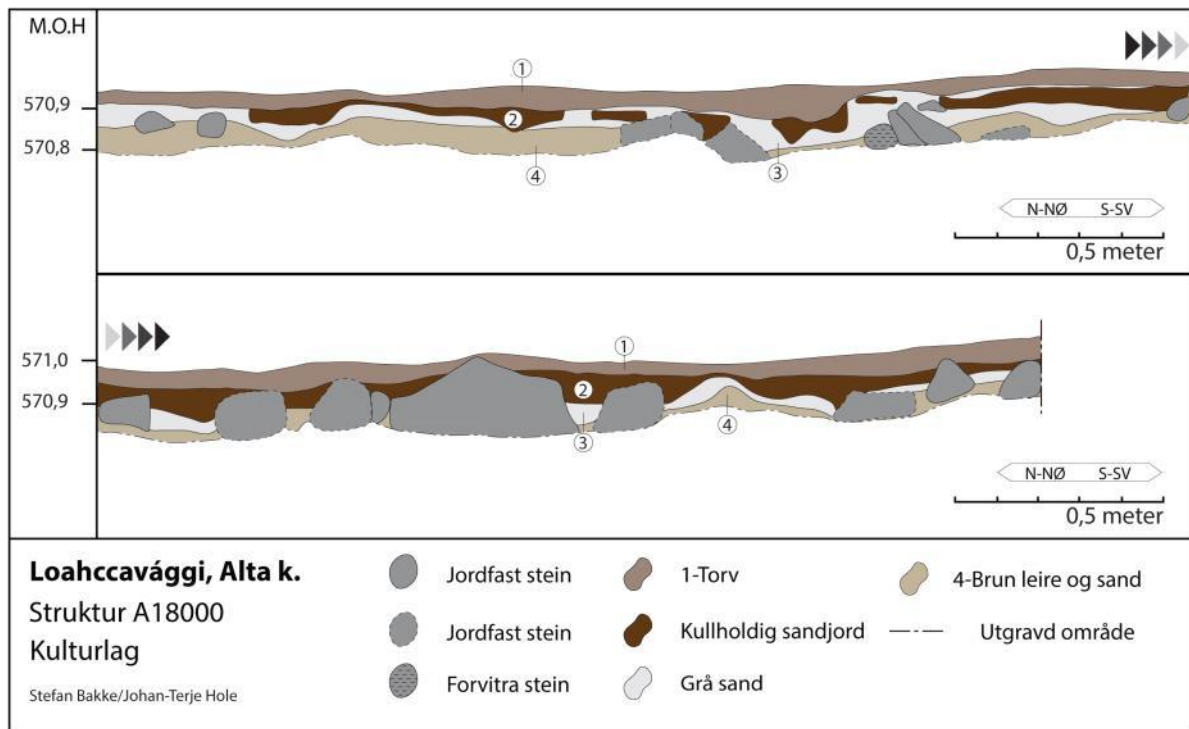 M.O.H
①
570,9
②
570,8
④
③
N-NØ S-SV
0,5 meter
①
571,0
②
570,9
③
④
N-NØ S-SV
0,5 meter
Loahccavággi, Alta k.
Struktur A18000
Kulturlag
Stefan Bakke/Johan-Terje Hole
Jordfast stein
Jordfast stein
Forvitra stein
1-Torv
Kullholdig sandjord
Grå sand
4-Brun leire og sand
Utgravd område